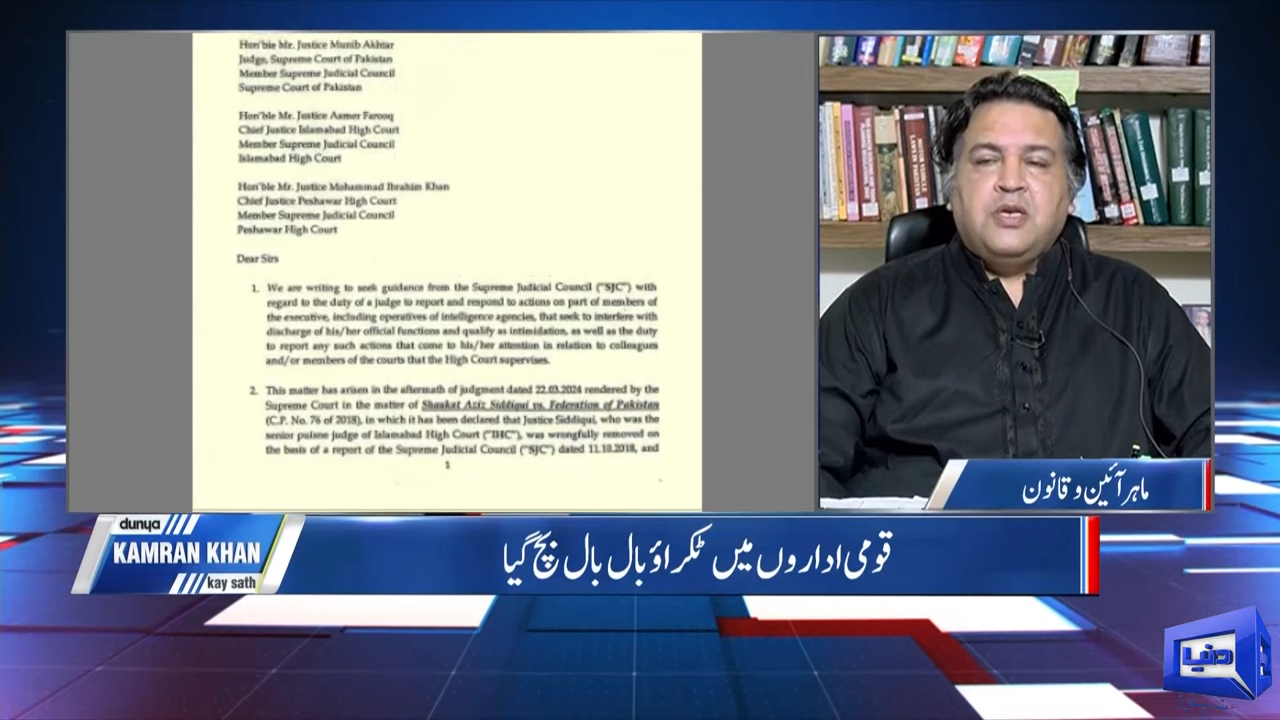 Hon'ble Mr. Justice Munib Akhtar
Judge, Supreme Court of Pakistan
Member Supreme Judicial Council
Supreme Court of Pakistan
Hon'ble Mr. Justice Aamer Farooq
Chief Justice Islamabad High Court
Member Supreme Judicial Council
Islamabad High Court
Hon'ble Mr. Justice Mohammad Ibrahim Khan
Chief Justice Peshawar High Court
Member Supreme Judicial Council
Peshawar High Court
Dear Sirs
1. We are writing to seek guidance from the Supreme Judicial Council ("SJC") with
regard to the duty of a judge to report and respond to actions on part of members of
the executive, including operatives of intelligence agencies, that seek to interfere with
discharge of his/her official functions and qualify as intimidation, as well as the duty
to report any such actions that come to his/her attention in relation to colleagues
and/or members of the courts that the High Court supervises.
2. This matter has arisen in the aftermath of judgment dated 22.03.2024 rendered by the
Supreme Court in the matter of Shaukat Aziz Siddiqui vs. Federation of Pakistan
(C.P. No. 76 of 2018), in which it has been declared that Justice Siddiqui, who was the
senior puisne judge of Islamabad High Court ("IHC"), was wrongfully removed on
the basis of a report of the Supreme Judicial Council ("SJC") dated 11.10.2018, and
1
MOTOR VEHICLE
LAWS IN PAKISTAN
ماہر آئین و قانون
dunya
KAMRAN KHAN
kay sath
قومی اداروں میں ٹکراؤ بال بال بچ گیا
دنیا